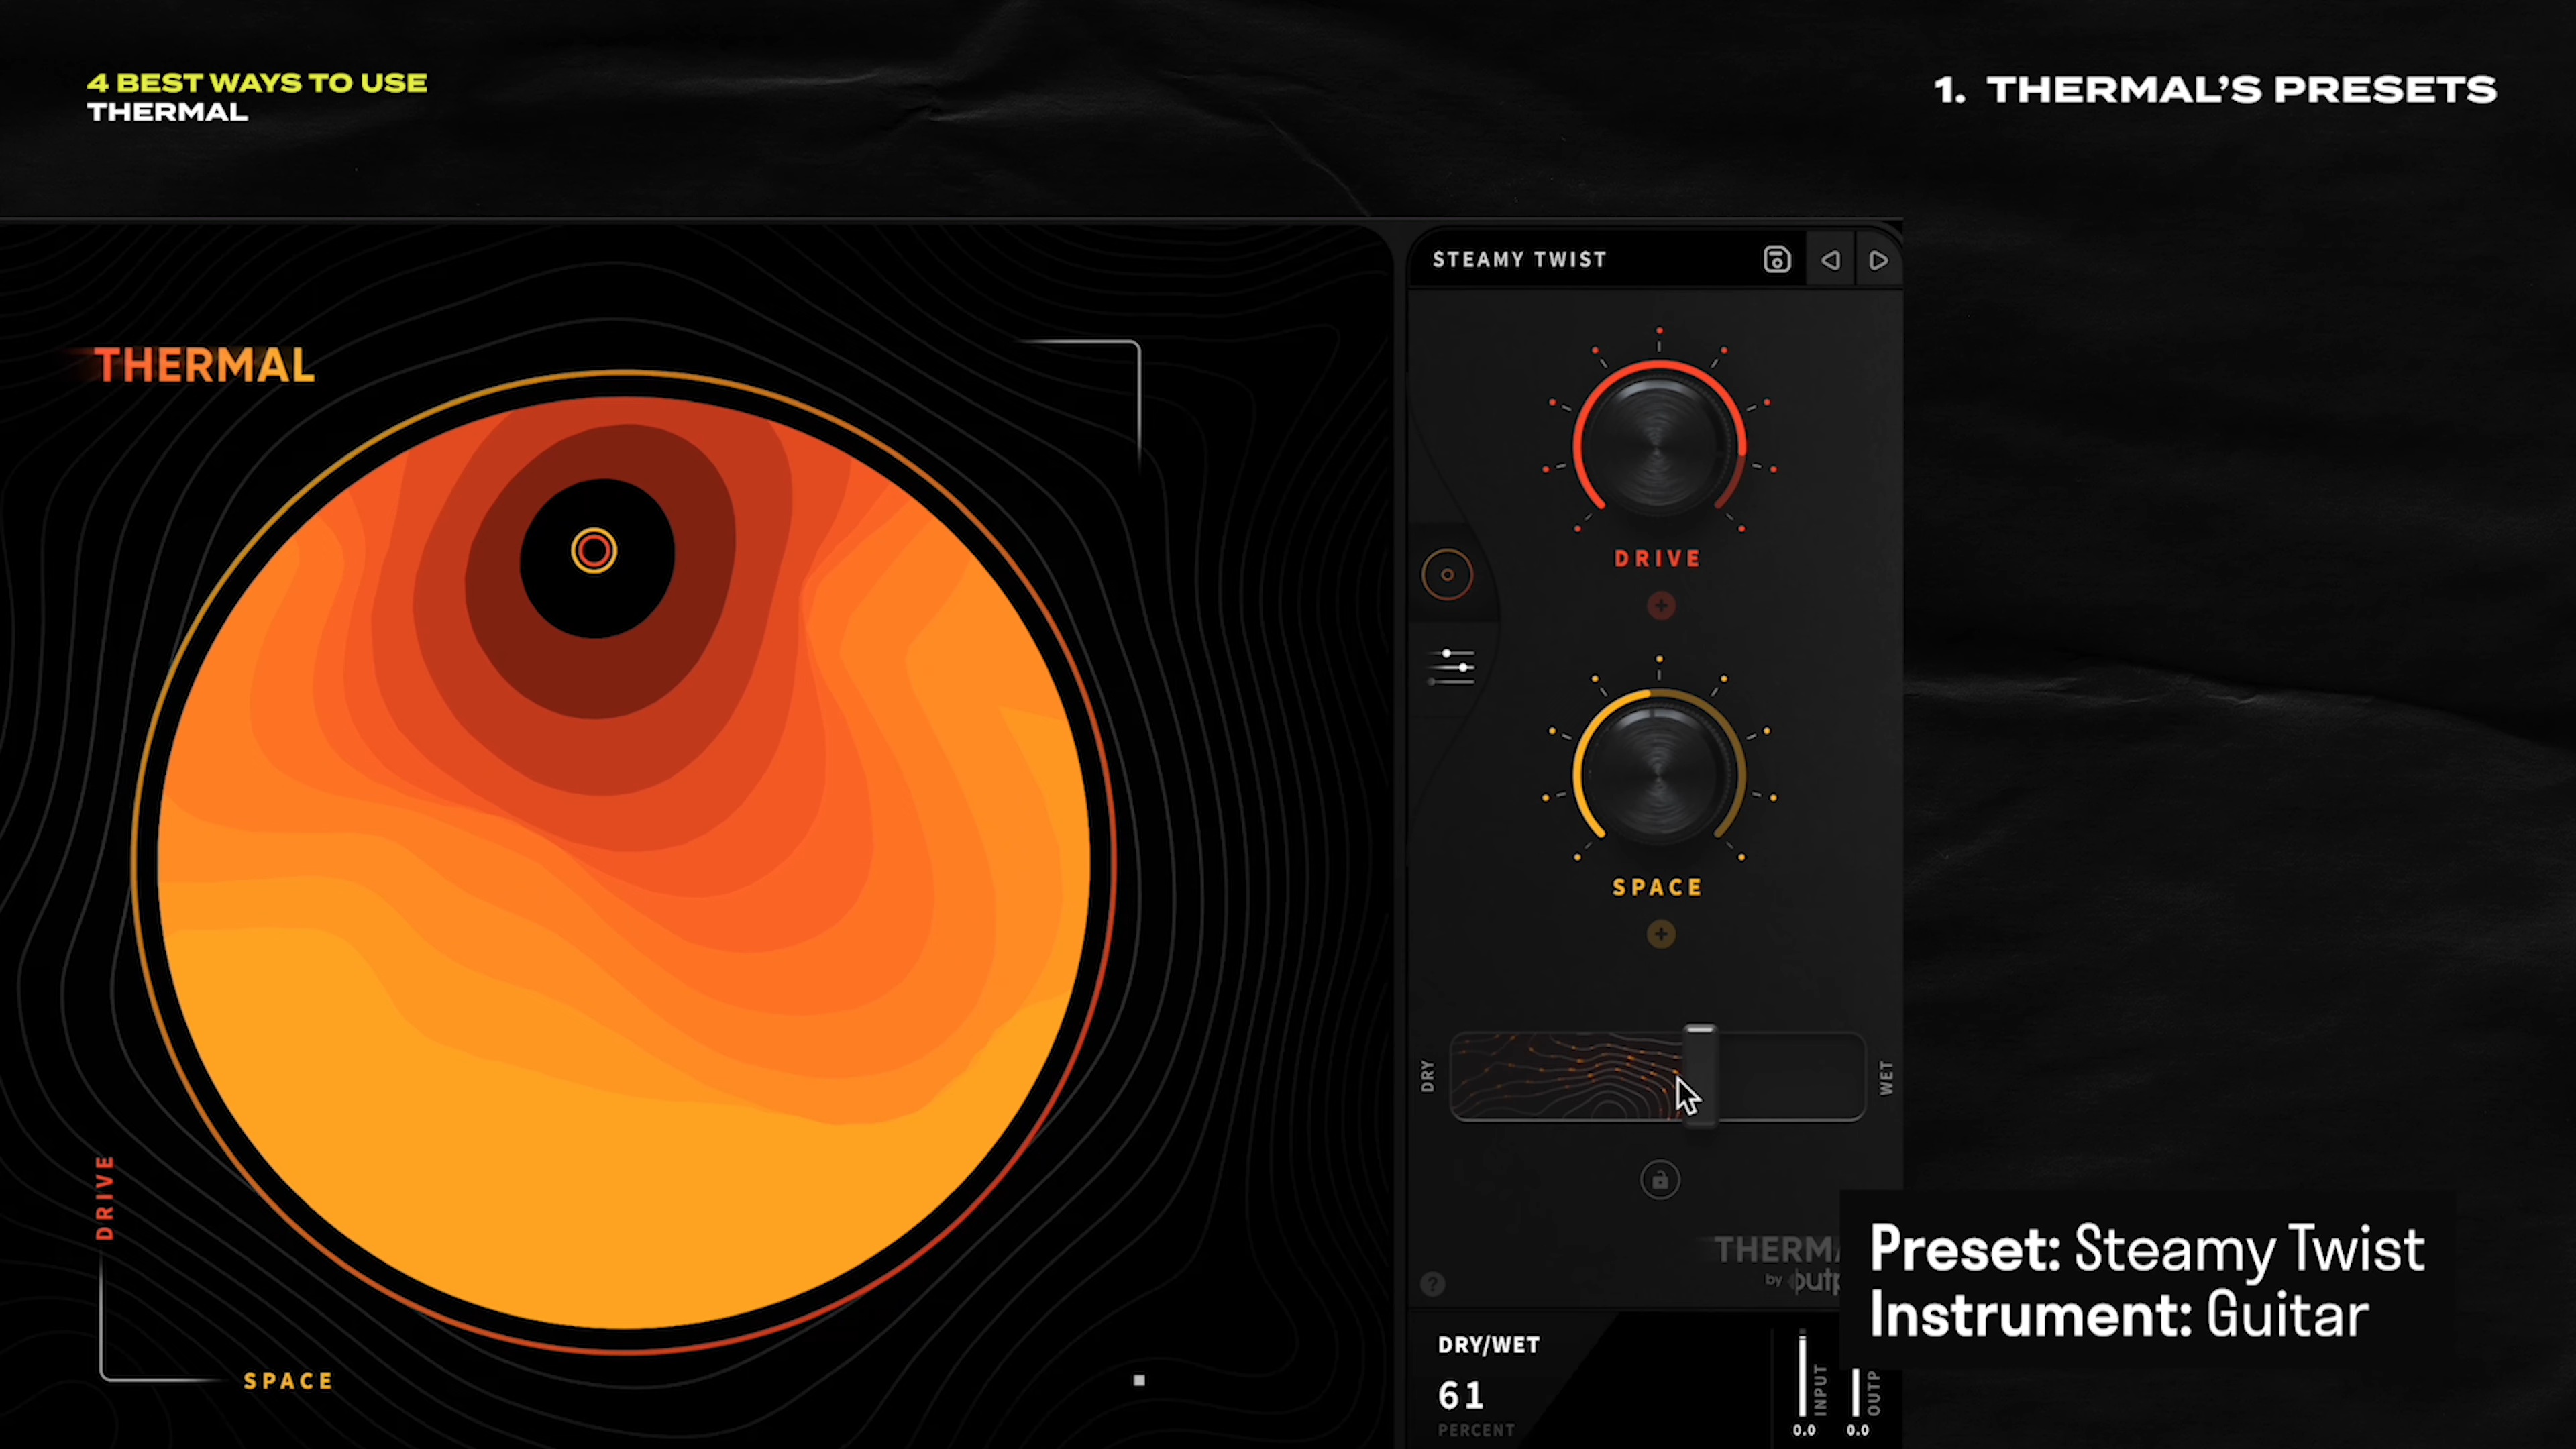 4 BEST WAYS TO USE
THERMAL
1. THERMAL'S PRESETS
STEAMY TWIST
THERMAL
DRIVE
SPACE
DRY
WET
DRIVE
SPACE
?
by
Preset: Steamy Twist
Instrument: Guitar
DRY/WET
61
PERCENT
INPUT
0.0
0.0